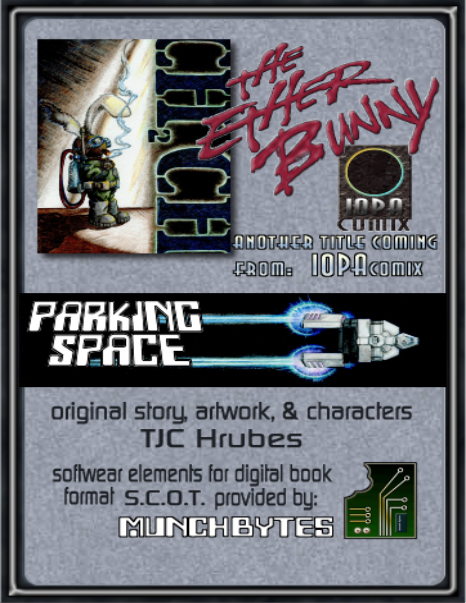 THE
ETHER
BUNNY
IOPA
COMIX
ANOTHER TITLE COMING
FROM: IOPACOMIX
PARKING
SPACE
original story, artwork, & characters
TJC Hrubes
softwear elements for digital book
format S.C.O.T. provided by:
MUNCHBYTES